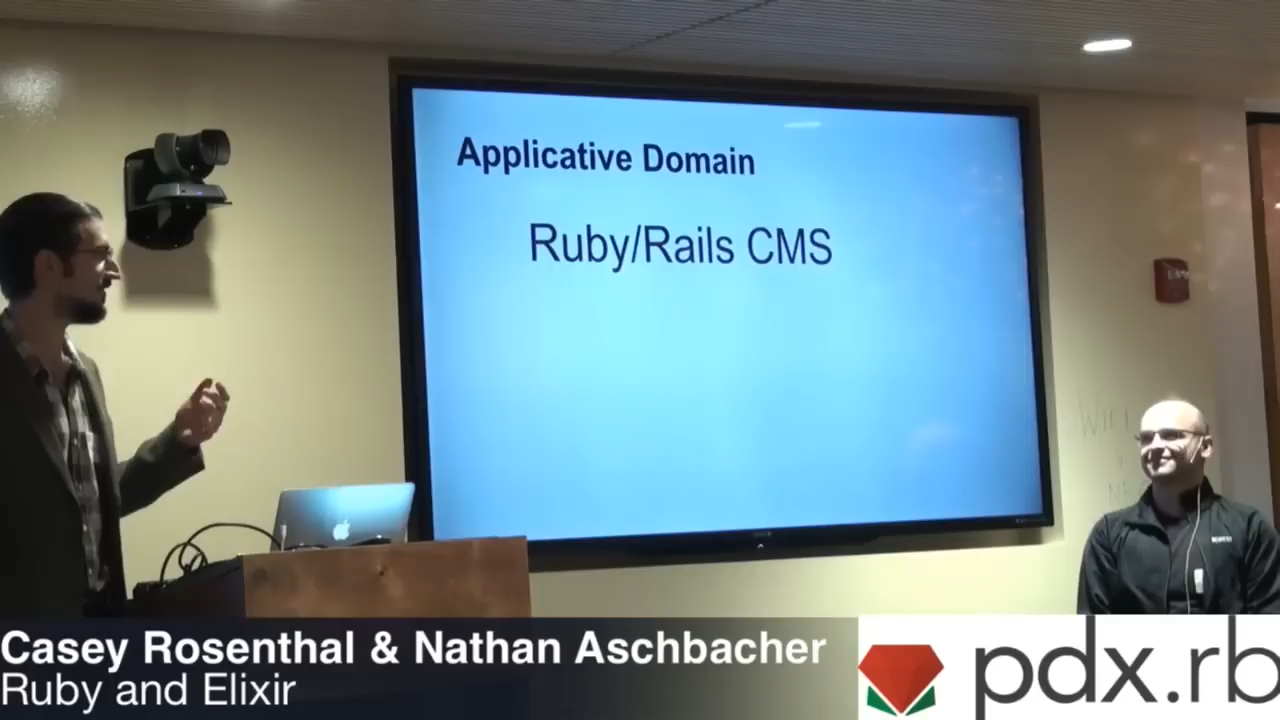 Applicative Domain
Ruby/Rails CMS
Casey Rosenthal & Nathan Aschbacher
Ruby and Elixir
pdx.rb